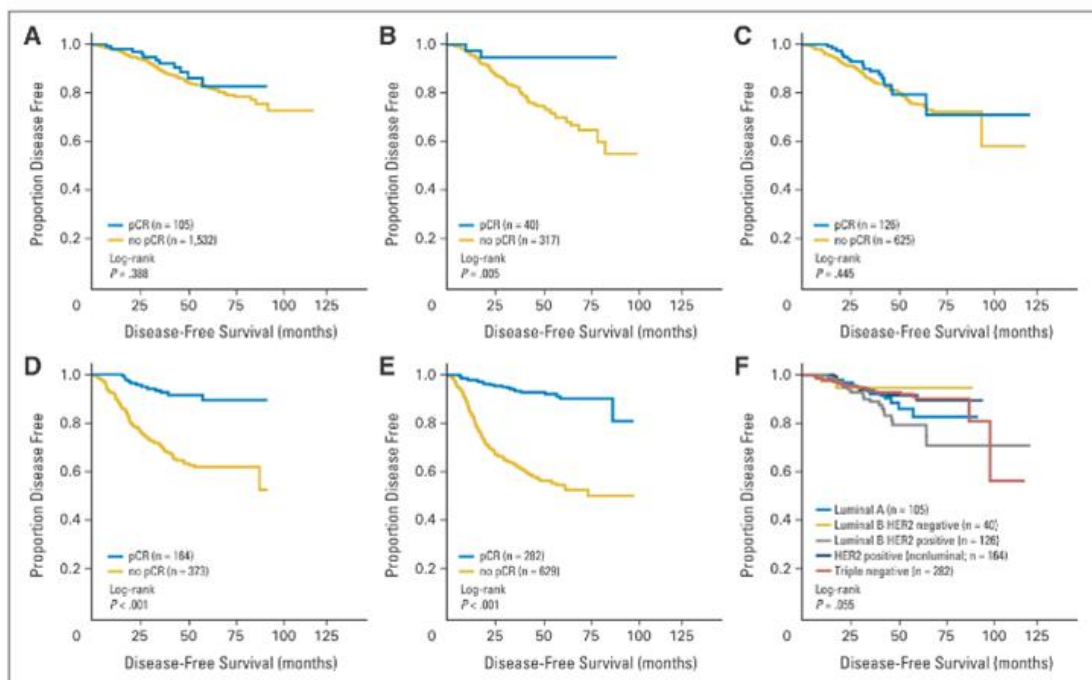 A
1.0
0.8
0.6
0.4
0.2
Proportion Disease Free
pCR (n = 105)
no pCR (n = 1,532)
Log-rank
P = .388
0 25 50 75 100 125
Disease-Free Survival (months)
B
1.0
0.8
0.6
0.4
0.2
Proportion Disease Free
pCR (n = 40)
no pCR (n = 317)
Log-rank
P = .005
0 25 50 75 100 125
Disease-Free Survival (months)
C
1.0
0.8
0.6
0.4
0.2
Proportion Disease Free
pCR (n = 126)
no pCR (n = 625)
Log-rank
P = .445
0 25 50 75 100 125
Disease-Free Survival (months)
D
1.0
0.8
0.6
0.4
0.2
Proportion Disease Free
pCR (n = 164)
no pCR (n = 373)
Log-rank
P < .001
0 25 50 75 100 125
Disease-Free Survival (months)
E
1.0
0.8
0.6
0.4
0.2
Proportion Disease Free
pCR (n = 282)
no pCR (n = 629)
Log-rank
P < .001
0 25 50 75 100 125
Disease-Free Survival (months)
F
1.0
0.8
0.6
0.4
0.2
Proportion Disease Free
Luminal A (n = 105)
Luminal B HER2 negative (n = 40)
Luminal B HER2 positive (n = 126)
HER2 positive (nonluminal; n = 164)
Triple negative (n = 282)
Log-rank
P = .055
0 25 50 75 100 125
Disease-Free Survival (months)